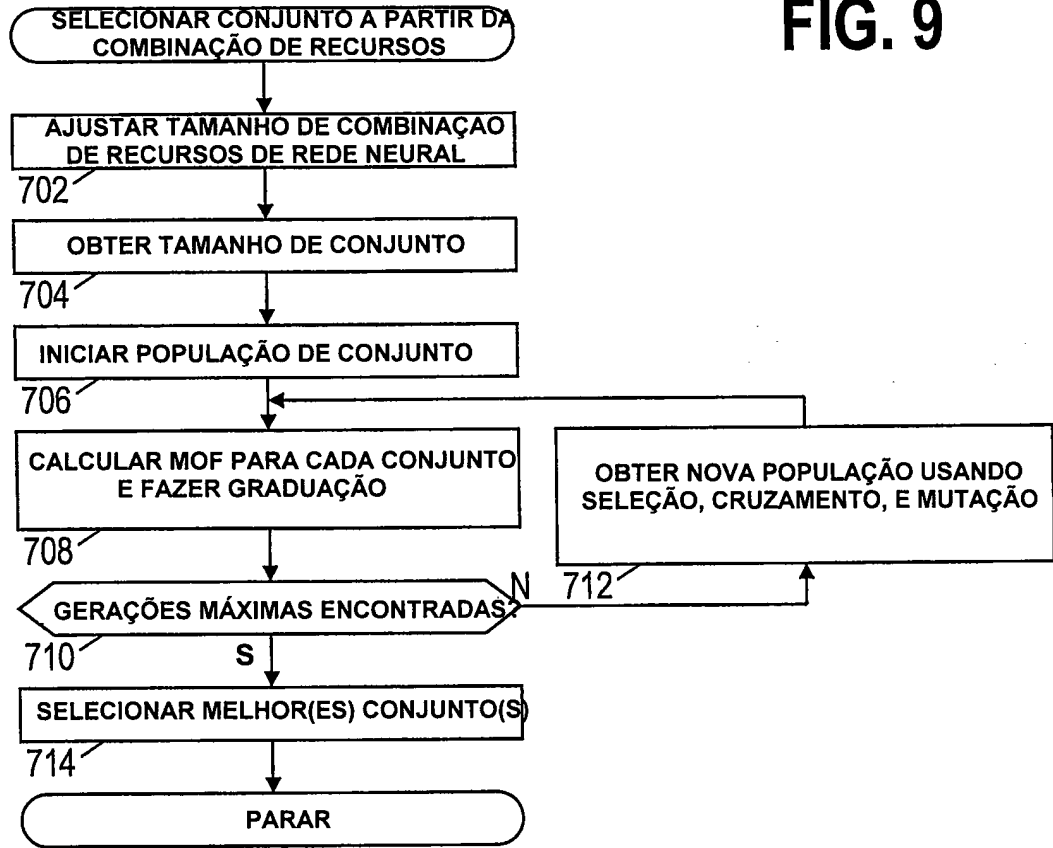 FIG. 9
SELECIONAR CONJUNTO A PARTIR DA
COMBINAÇÃO DE RECURSOS
AJUSTAR TAMANHO DE COMBINAÇAO
DE RECURSOS DE REDE NEURAL
702
OBTER TAMANHO DE CONJUNTO
704
INICIAR POPULAÇÃO DE CONJUNTO
706
CALCULAR MOF PARA CADA CONJUNTO
E FAZER GRADUAÇÃO
708
OBTER NOVA POPULAÇÃO USANDO
SELEÇÃO, CRUZAMENTO, E MUTAÇÃO
712
GERAÇÕES MÁXIMAS ENCONTRADAS?
N
710
S
SELECIONAR MELHOR(ES) CONJUNTO(S)
714
PARAR